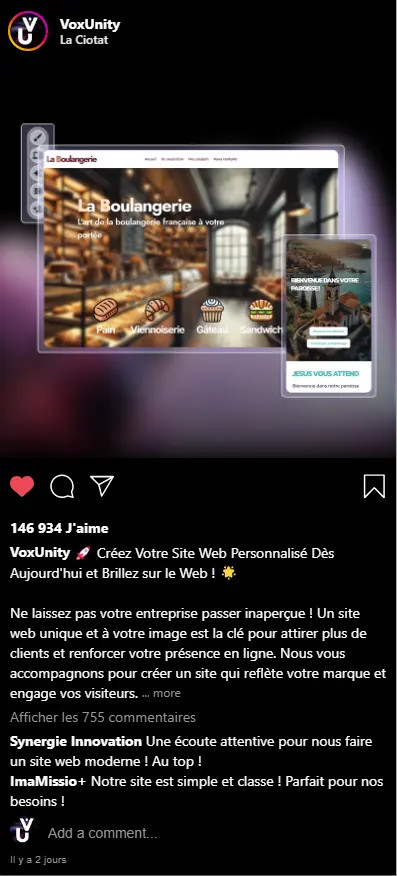 VoxUnity
La Ciotat
La Boulangerie
Accueil Se connecter Nos produits Nous contacter
La Boulangerie
L'art de la boulangerie française à votre
portée
Pain Viennoiserie Gâteau Sandwich
BIENVENUE DANS VOTRE
PAROISSE!
JESUS VOUS ATTEND
Bienvenue dans notre paroisse
146 934 J'aime
VoxUnity 🚀 Créez Votre Site Web Personnalisé Dès
Aujourd'hui et Brillez sur le Web ! 🌟
Ne laissez pas votre entreprise passer inaperçue ! Un site
web unique et à votre image est la clé pour attirer plus de
clients et renforcer votre présence en ligne. Nous vous
accompagnons pour créer un site qui reflète votre marque et
engage vos visiteurs. ... more
Afficher les 755 commentaires
Synergie Innovation Une écoute attentive pour nous faire
un site web moderne ! Au top !
ImaMissio+ Notre site est simple et classe ! Parfait pour nos
besoins !
Add a comment...
Il y a 2 jours